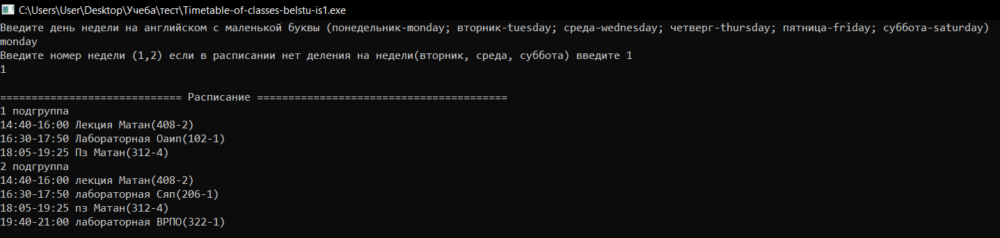 C:\Users\User\Desktop\Учеба\тест\Timetable-of-classes-belstu-is1.exe
Введите день недели на английском с маленькой буквы (понедельник-monday; вторник-tuesday; среда-wednesday; четверг-thursday; пятница-friday; суббота-saturday)
monday
Введите номер недели (1,2) если в расписании нет деления на недели(вторник, среда, суббота) введите 1
1
============================= Расписание ========================================
1 подгруппа
14:40-16:00 Лекция Матан(408-2)
16:30-17:50 Лабораторная Оаип(102-1)
18:05-19:25 Пз Матан(312-4)
2 подгруппа
14:40-16:00 лекция Матан(408-2)
16:30-17:50 лабораторная Сяп(206-1)
18:05-19:25 пз Матан(312-4)
19:40-21:00 лабораторная ВРПО(322-1)